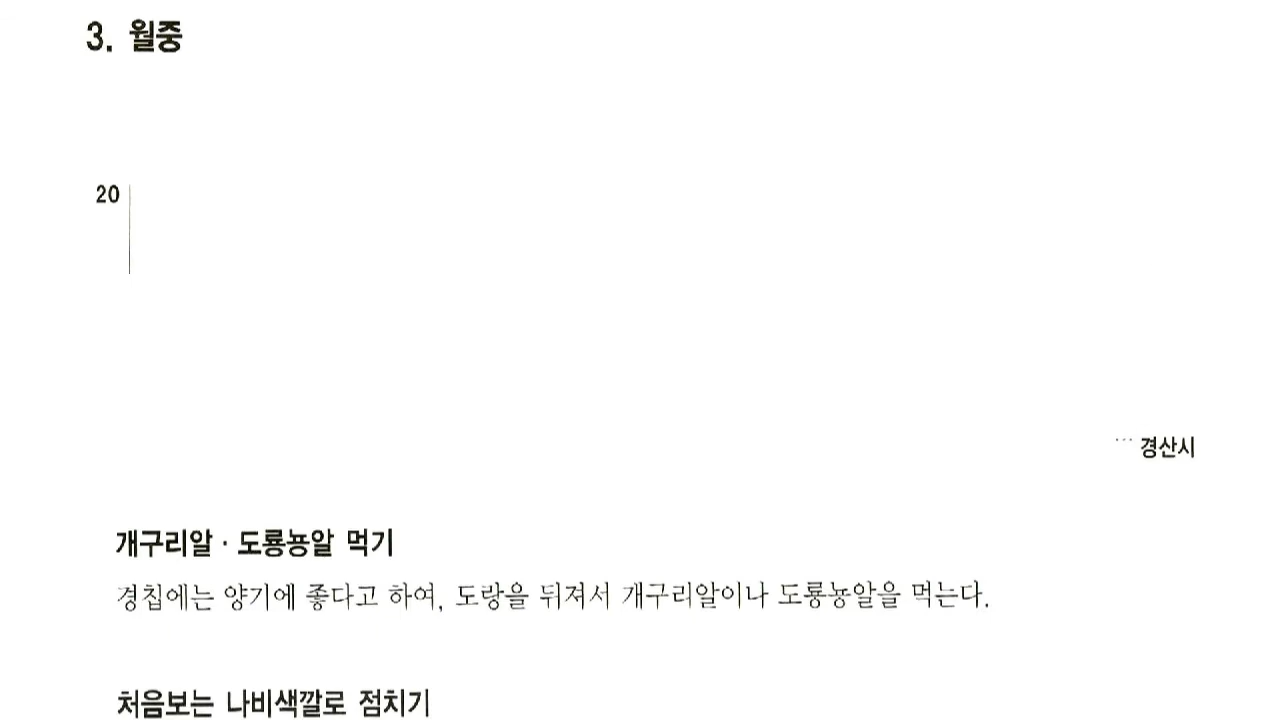 3. 월중
20
··· 경산시
개구리알 · 도룡뇽알 먹기
경칩에는 양기에 좋다고 하여, 도랑을 뒤져서 개구리알이나 도룡뇽알을 먹는다.
처음보는 나비색깔로 점치기